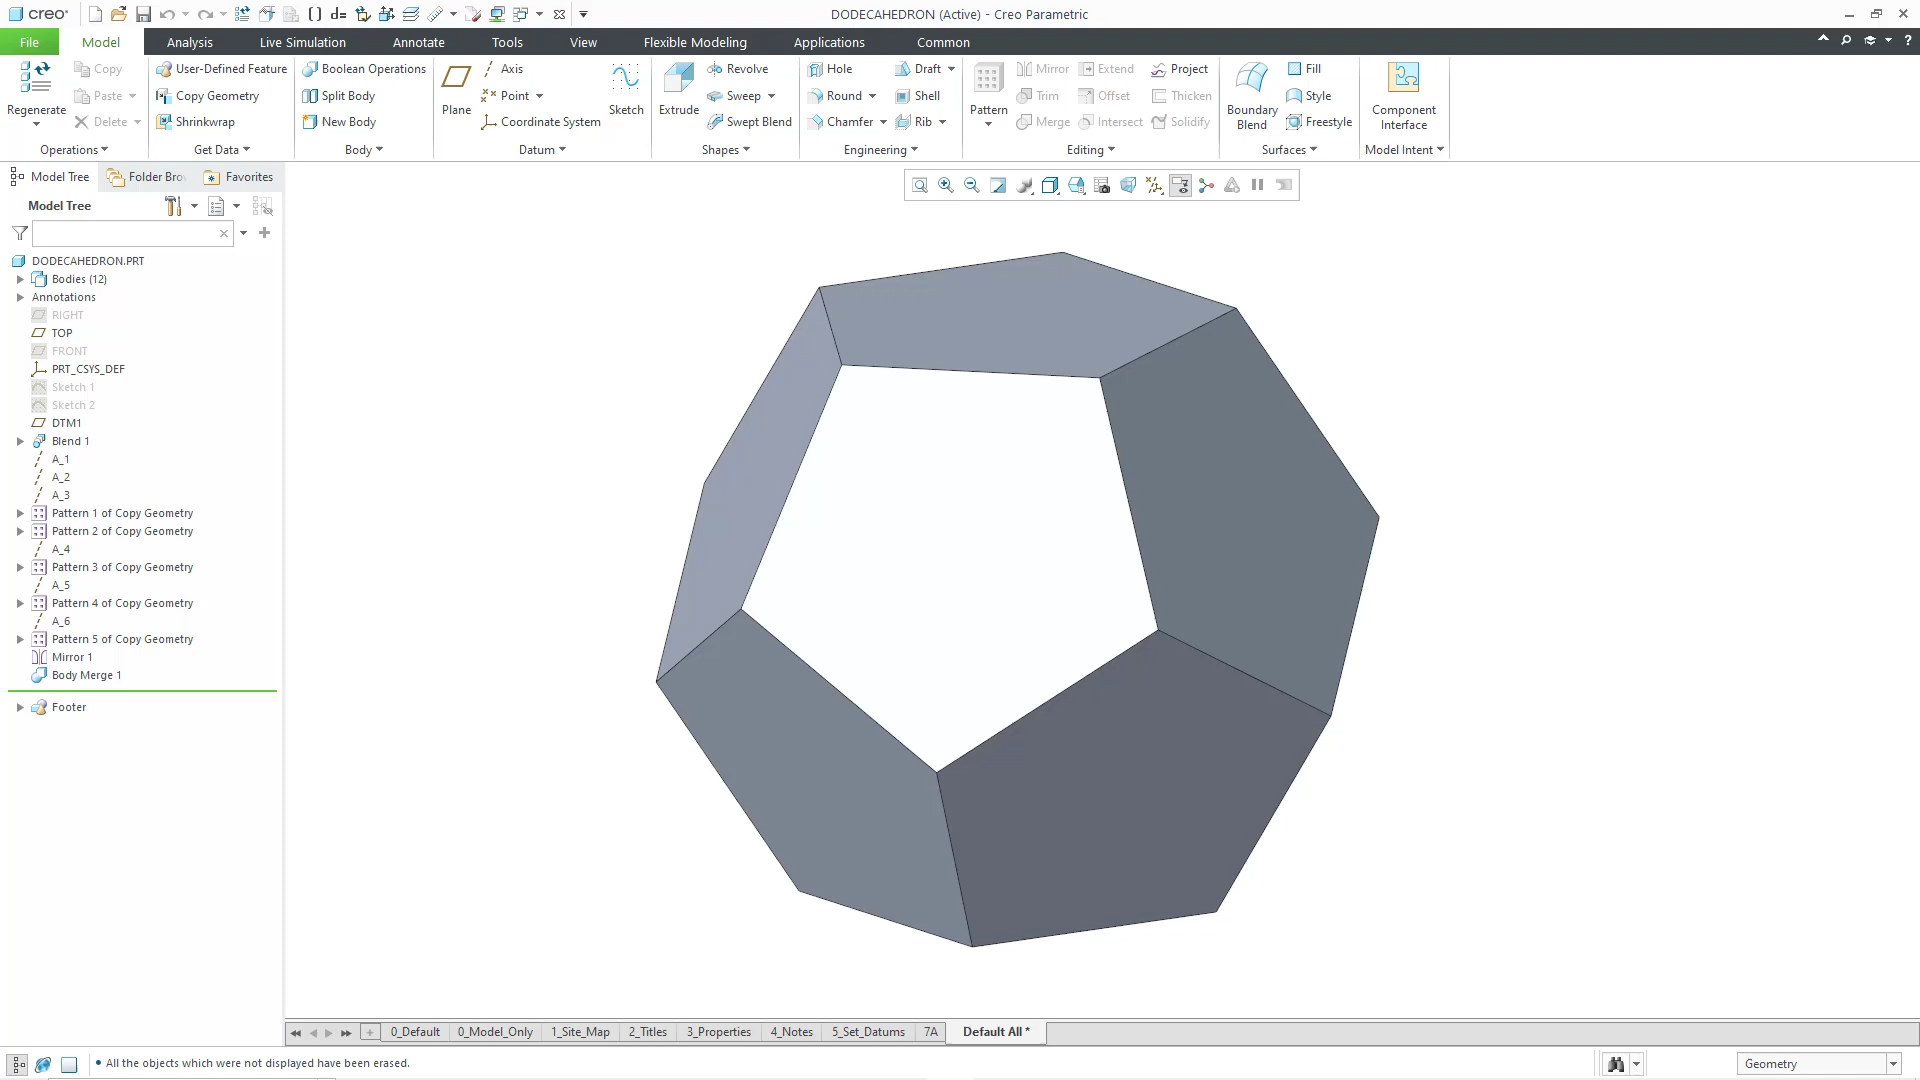 creo
DODECAHEDRON (Active) - Creo Parametric
File Model Analysis Live Simulation Annotate Tools View Flexible Modeling Applications Common
Regenerate
Copy
Paste
Delete
Operations
User-Defined Feature
Copy Geometry
Shrinkwrap
Get Data
Boolean Operations
Split Body
New Body
Body
Plane
Axis
Point
Coordinate System
Sketch
Datum
Extrude
Revolve
Sweep
Swept Blend
Shapes
Hole
Round
Chamfer
Draft
Shell
Rib
Engineering
Pattern
Mirror
Trim
Merge
Extend
Offset
Intersect
Project
Thicken
Solidify
Editing
Boundary
Blend
Fill
Style
Freestyle
Surfaces
Component
Interface
Model Intent
Model Tree Folder Bro Favorites
Model Tree
DODECAHEDRON.PRT
Bodies (12)
Annotations
RIGHT
TOP
FRONT
PRT_CSYS_DEF
Sketch 1
Sketch 2
DTM1
Blend 1
A_1
A_2
A_3
Pattern 1 of Copy Geometry
Pattern 2 of Copy Geometry
A_4
Pattern 3 of Copy Geometry
A_5
Pattern 4 of Copy Geometry
A_6
Pattern 5 of Copy Geometry
Mirror 1
Body Merge 1
Footer
0_Default 0_Model_Only 1_Site_Map 2_Titles 3_Properties 4_Notes 5_Set_Datums 7A Default All *
• All the objects which were not displayed have been erased.
Geometry